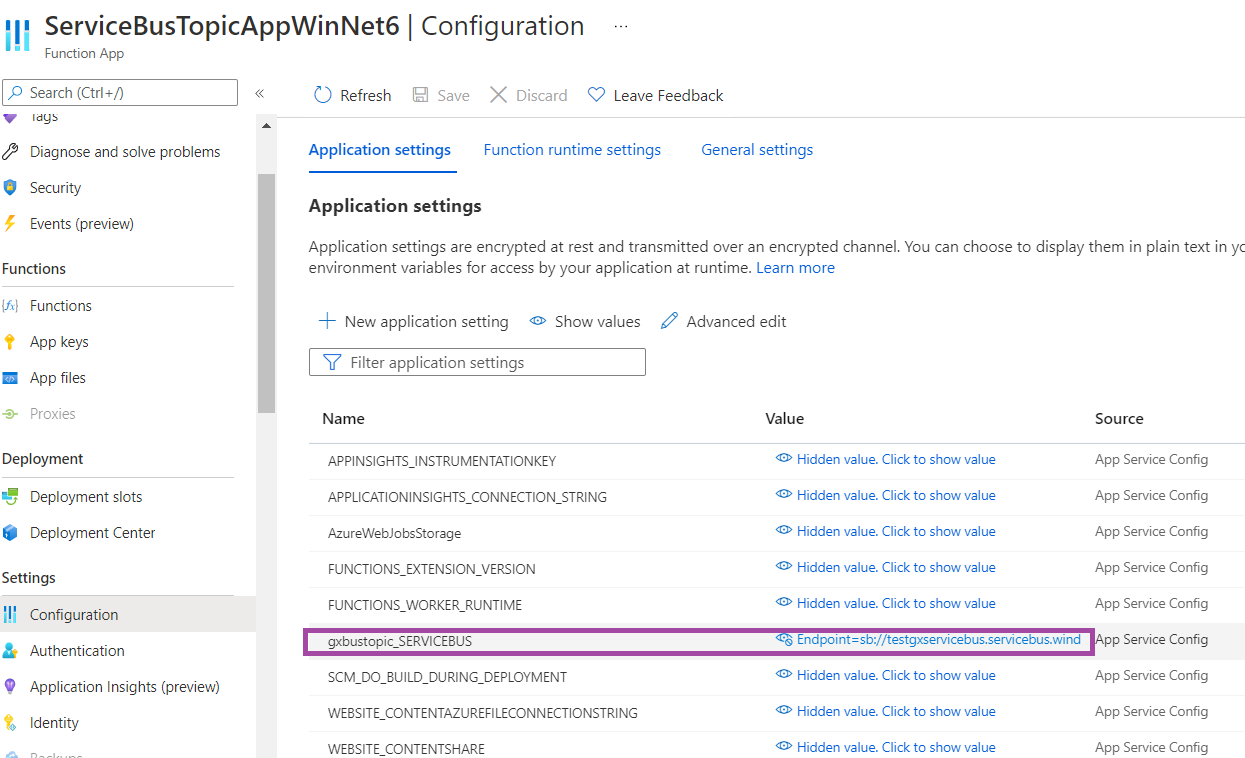 ServiceBusTopicAppWinNet6 | Configuration ...
Function App
Search (Ctrl+/)
«
Refresh
Save
Discard
Leave Feedback
Tags
Diagnose and solve problems
Security
Events (preview)
Functions
Functions
App keys
App files
Proxies
Deployment
Deployment slots
Deployment Center
Settings
Configuration
Authentication
Application Insights (preview)
Identity
Backups
Application settings
Function runtime settings
General settings
Application settings
Application settings are encrypted at rest and transmitted over an encrypted channel. You can choose to display them in plain text in
environment variables for access by your application at runtime. Learn more
New application setting
Show values
Advanced edit
Filter application settings
Name Value Source
APPINSIGHTS_INSTRUMENTATIONKEY Hidden value. Click to show value App Service Config
APPLICATIONINSIGHTS_CONNECTION_STRING Hidden value. Click to show value App Service Config
AzureWebJobsStorage Hidden value. Click to show value App Service Config
FUNCTIONS_EXTENSION_VERSION Hidden value. Click to show value App Service Config
FUNCTIONS_WORKER_RUNTIME Hidden value. Click to show value App Service Config
gxbustopic_SERVICEBUS Endpoint=sb://testgxservicebus.servicebus.wind App Service Config
SCM_DO_BUILD_DURING_DEPLOYMENT Hidden value. Click to show value App Service Config
WEBSITE_CONTENTAZUREFILECONNECTIONSTRING Hidden value. Click to show value App Service Config
WEBSITE_CONTENTSHARE Hidden value. Click to show value App Service Config